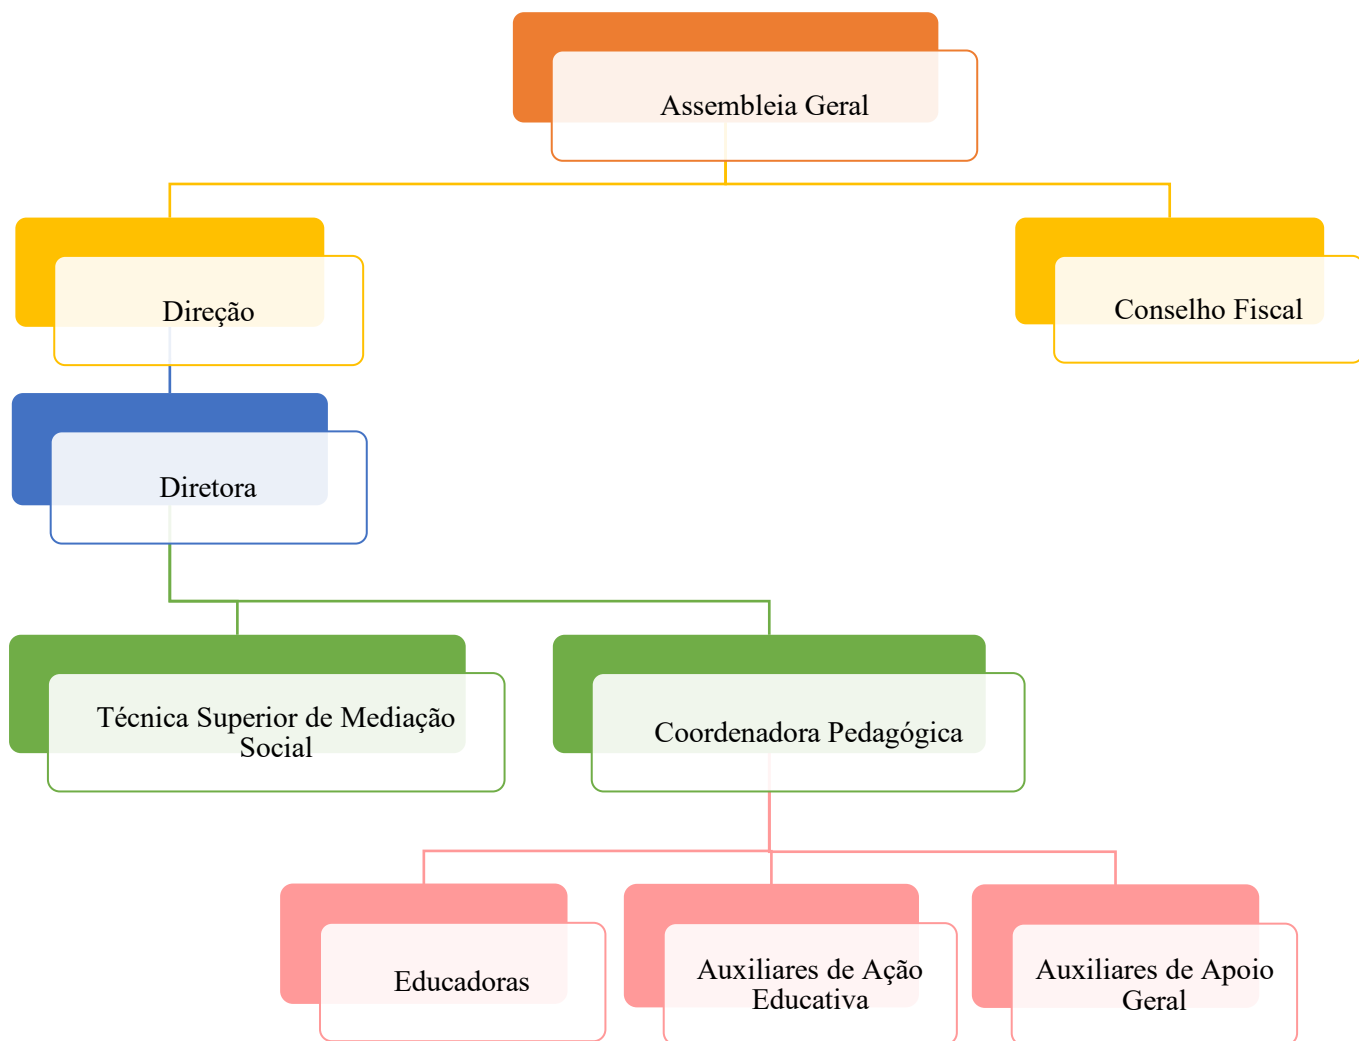 Assembleia Geral
Direção
Conselho Fiscal
Diretora
Técnica Superior de Mediação
Social
Coordenadora Pedagógica
Educadoras
Auxiliares de Ação
Educativa
Auxiliares de Apoio
Geral